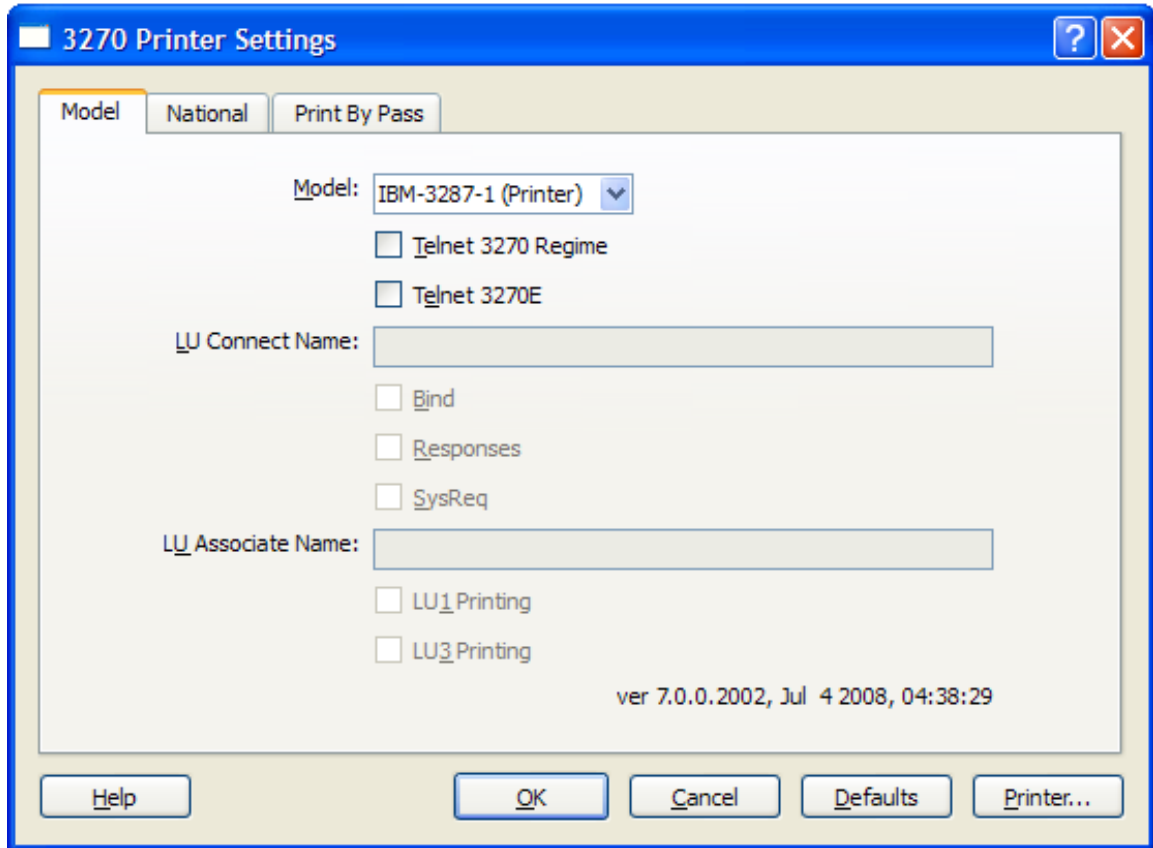 3270 Printer Settings
?
Model National Print By Pass
Model: IBM-3287-1 (Printer)
Telnet 3270 Regime
Telnet 3270E
LU Connect Name:
Bind
Responses
SysReq
LU Associate Name:
LU1 Printing
LU3 Printing
ver 7.0.0.2002, Jul  4 2008, 04:38:29
Help OK Cancel Defaults Printer...